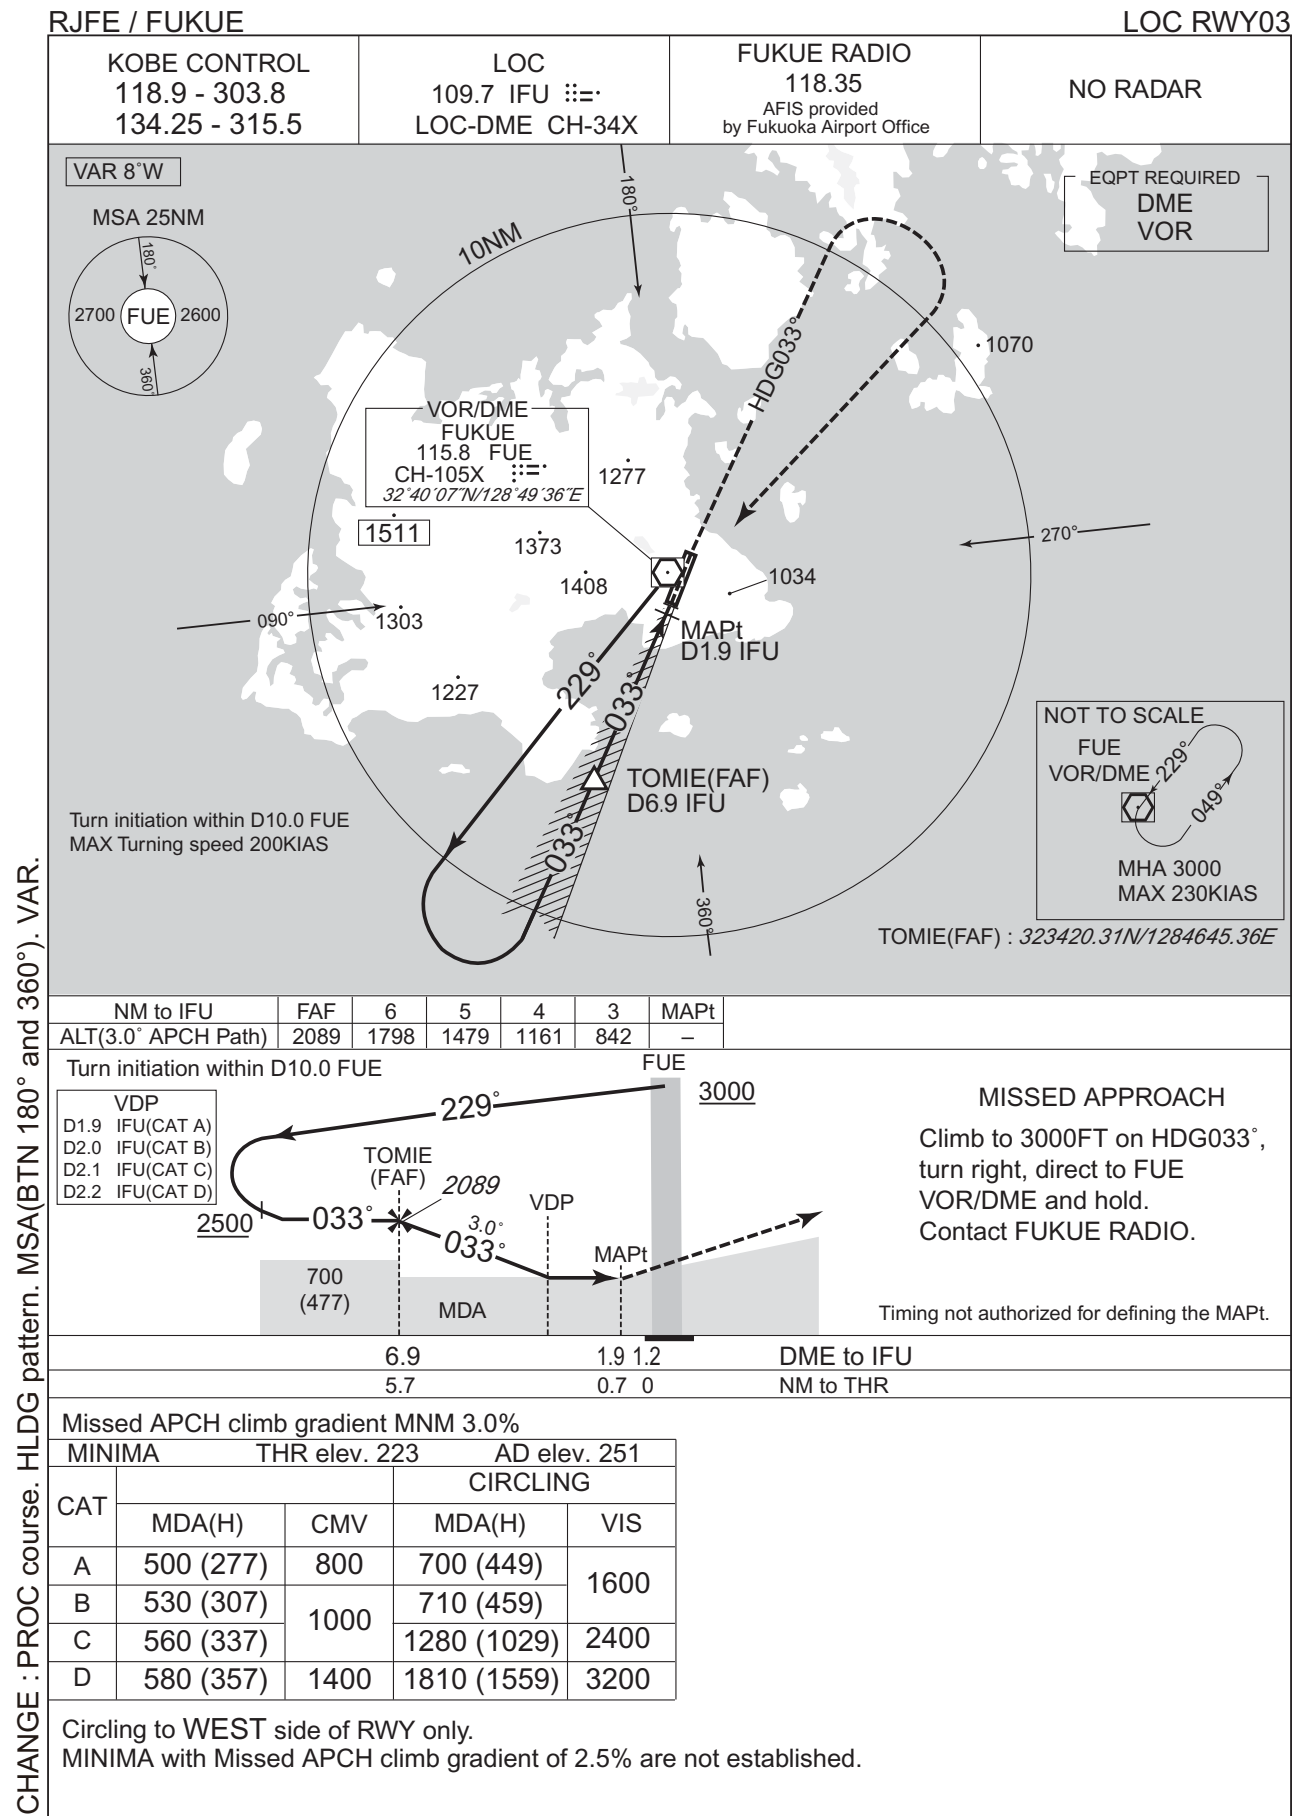 RJFE / FUKUE
LOC RWY03
KOBE CONTROL
118.9 - 303.8
134.25 - 315.5
LOC
109.7 IFU
LOC-DME CH-34X
FUKUE RADIO
118.35
AFIS provided
by Fukuoka Airport Office
NO RADAR
VAR 8˚W
MSA 25NM
180˚
2700
FUE
2600
360˚
10NM
180˚
EQPT REQUIRED
DME
VOR
HDG033˚
1070
VOR/DME
FUKUE
115.8 FUE
CH-105X
32˚40´07˝N/128˚49´36˝E
1277
1511
1373
1408
1034
270˚
090˚
1303
MAPt
D1.9 IFU
1227
229˚
033˚
TOMIE(FAF)
D6.9 IFU
033˚
360˚
Turn initiation within D10.0 FUE
MAX Turning speed 200KIAS
NOT TO SCALE
FUE
VOR/DME
229˚
049˚
MHA 3000
MAX 230KIAS
TOMIE(FAF) : 323420.31N/1284645.36E
NM to IFU FAF 6 5 4 3 MAPt
ALT(3.0˚ APCH Path) 2089 1798 1479 1161 842 –
Turn initiation within D10.0 FUE
VDP
D1.9 IFU(CAT A)
D2.0 IFU(CAT B)
D2.1 IFU(CAT C)
D2.2 IFU(CAT D)
FUE
3000
229˚
TOMIE
(FAF)
2089
2500
033˚
3.0˚
033˚
VDP
MAPt
700
(477)
MDA
MISSED APPROACH
Climb to 3000FT on HDG033˚,
turn right, direct to FUE
VOR/DME and hold.
Contact FUKUE RADIO.
Timing not authorized for defining the MAPt.
6.9 1.9 1.2 DME to IFU
5.7 0.7 0 NM to THR
Missed APCH climb gradient MNM 3.0%
MINIMA THR elev. 223 AD elev. 251
CAT
CIRCLING
MDA(H) CMV MDA(H) VIS
A 500 (277) 800 700 (449) 1600
B 530 (307) 1000 710 (459)
C 560 (337) 1280 (1029) 2400
D 580 (357) 1400 1810 (1559) 3200
Circling to WEST side of RWY only.
MINIMA with Missed APCH climb gradient of 2.5% are not established.
CHANGE : PROC course. HLDG pattern. MSA(BTN 180° and 360°). VAR.